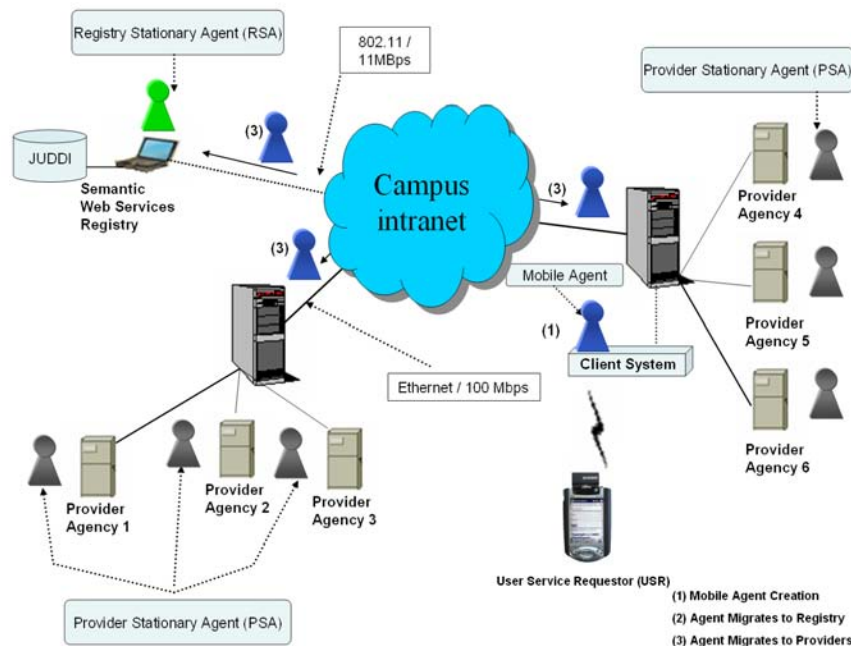 Registry Stationary Agent (RSA)
802.11 /
11MBps
Provider Stationary Agent (PSA)
(3)
JUDDI
Semantic
Web Services
Registry
Campus
intranet
(3)
Provider
Agency 4
(3)
Mobile Agent
(1)
Client System
Provider
Agency 5
Ethernet / 100 Mbps
Provider
Agency 6
Provider
Agency 1
Provider
Agency 2
Provider
Agency 3
User Service Requestor (USR)
Provider Stationary Agent (PSA)
(1) Mobile Agent Creation
(2) Agent Migrates to Registry
(3) Agent Migrates to Providers